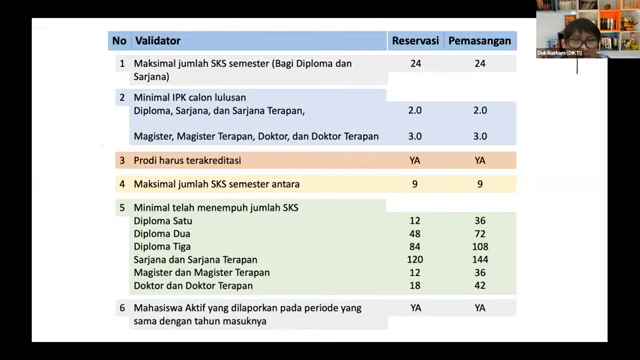 No Validator Reservasi Pemasangan
1 Maksimal jumlah SKS semester (Bagi Diploma dan Sarjana) 24 24
2 Minimal IPK calon lulusan
Diploma, Sarjana, dan Sarjana Terapan, 2.0 2.0
Magister, Magister Terapan, Doktor, dan Doktor Terapan 3.0 3.0
3 Prodi harus terakreditasi YA YA
4 Maksimal jumlah SKS semester antara 9 9
5 Minimal telah menempuh jumlah SKS
Diploma Satu 12 36
Diploma Dua 48 72
Diploma Tiga 84 108
Sarjana dan Sarjana Terapan 120 144
Magister dan Magister Terapan 12 36
Doktor dan Doktor Terapan 18 42
6 Mahasiswa Aktif yang dilaporkan pada periode yang sama dengan tahun masuknya YA YA